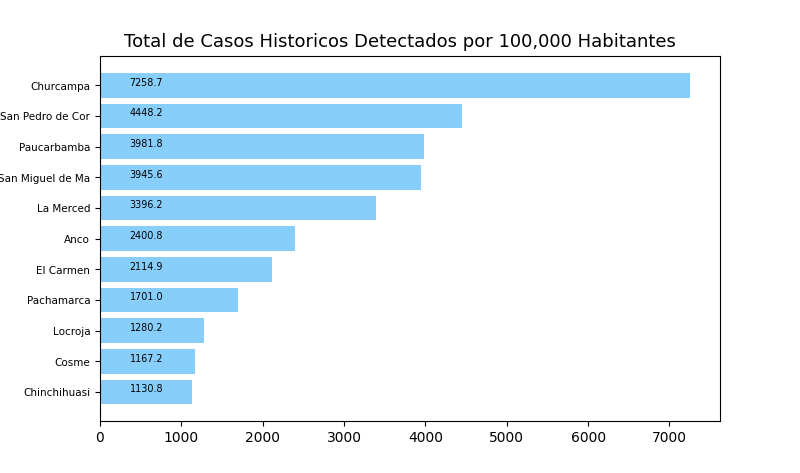 Total de Casos Historicos Detectados por 100,000 Habitantes
Churcampa 7258.7
San Pedro de Cor 4448.2
Paucarbamba 3981.8
San Miguel de Ma 3945.6
La Merced 3396.2
Anco 2400.8
El Carmen 2114.9
Pachamarca 1701.0
Locroja 1280.2
Cosme 1167.2
Chinchihuasi 1130.8
0 1000 2000 3000 4000 5000 6000 7000